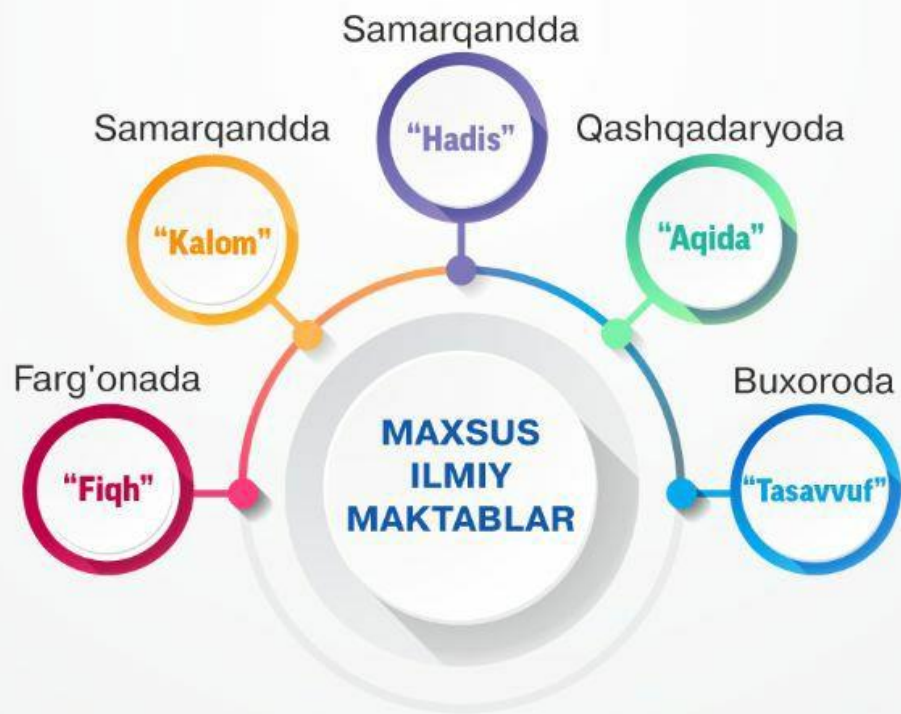 Samarqandda
"Hadis"
Samarqandda
"Kalom"
Qashqadaryoda
"Aqida"
Farg'onada
"Fiqh"
Buxoroda
"Tasavvuf"
MAXSUS
ILMIY
MAKTABLAR